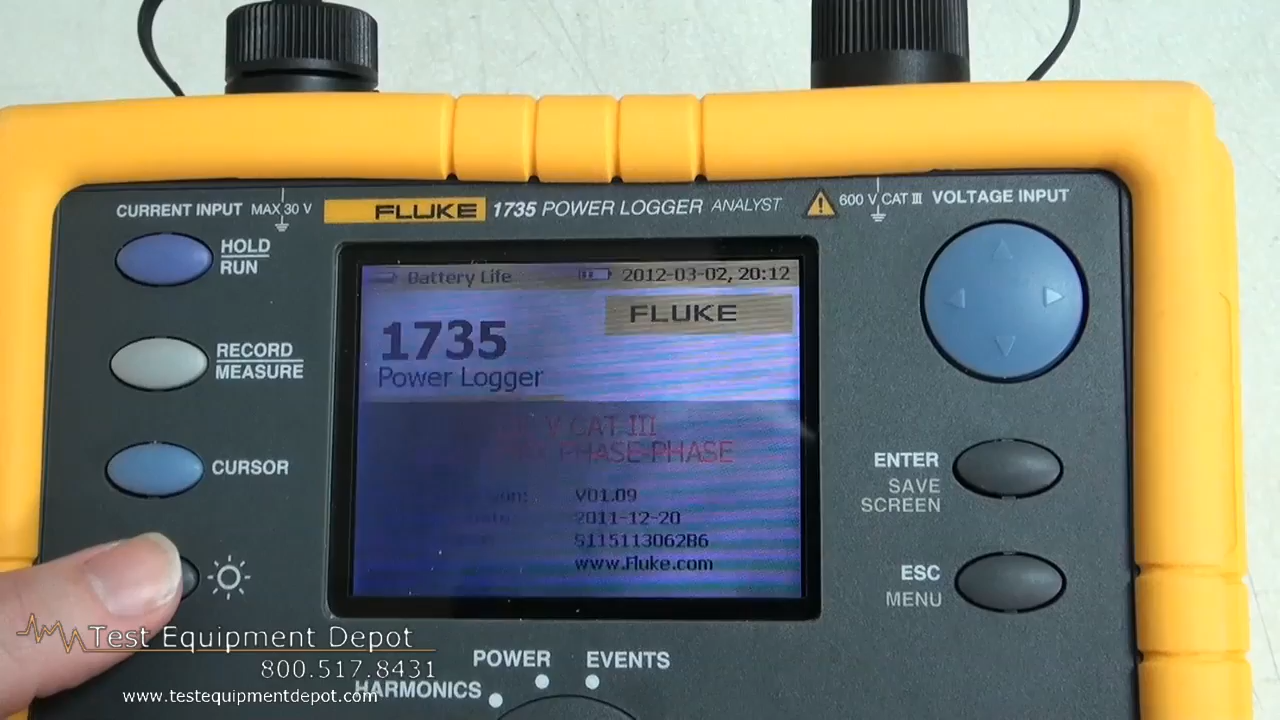 CURRENT INPUT MAX 30 V
FLUKE 1735 POWER LOGGER ANALYST
600 V CAT III VOLTAGE INPUT
HOLD
RUN
RECORD
MEASURE
CURSOR
Battery Life 2012-03-02, 20:12
FLUKE
1735
Power Logger
V CAT III
PHASE-PHASE
V01.09
2011-12-20
S115113062B6
www.Fluke.com
ENTER
SAVE
SCREEN
ESC
MENU
POWER
EVENTS
HARMONICS
Test Equipment Depot
800.517.8431
www.testequipmentdepot.com